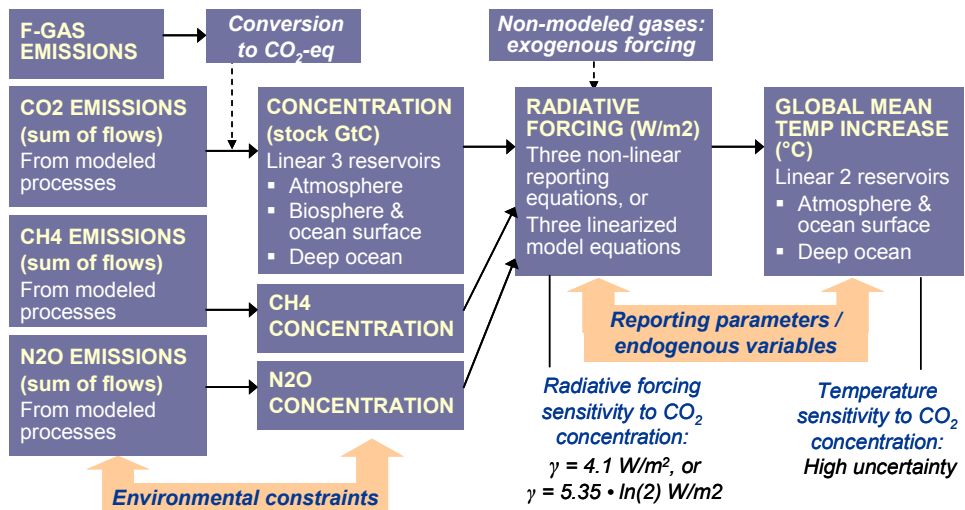 F-GAS
EMISSIONS
Conversion
to CO₂-eq
Non-modeled gases:
exogenous forcing
CO2 EMISSIONS
(sum of flows)
From modeled
processes
CONCENTRATION
(stock GtC)
Linear 3 reservoirs
▪ Atmosphere
▪ Biosphere &
ocean surface
▪ Deep ocean
RADIATIVE
FORCING (W/m2)
Three non-linear
reporting
equations, or
Three linearized
model equations
GLOBAL MEAN
TEMP INCREASE
(°C)
Linear 2 reservoirs
▪ Atmosphere &
ocean surface
▪ Deep ocean
CH4 EMISSIONS
(sum of flows)
From modeled
processes
CH4
CONCENTRATION
N2O EMISSIONS
(sum of flows)
From modeled
processes
N2O
CONCENTRATION
Reporting parameters /
endogenous variables
Environmental constraints
Radiative forcing
sensitivity to CO₂
concentration:
γ = 4.1 W/m², or
γ = 5.35 • ln(2) W/m2
Temperature
sensitivity to CO₂
concentration:
High uncertainty